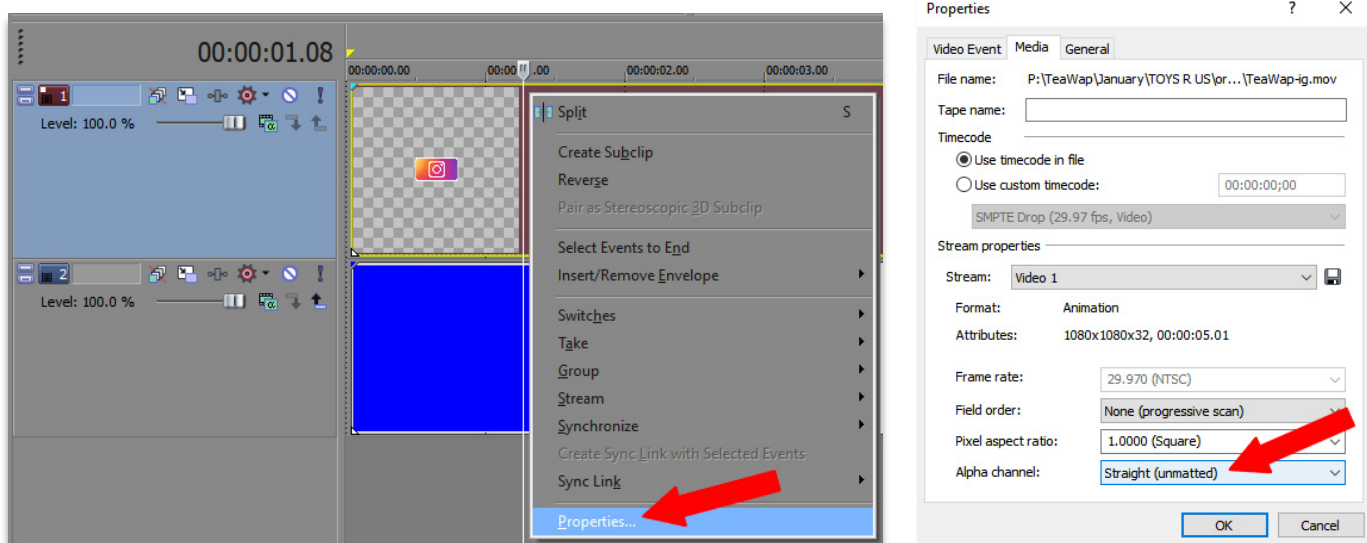 00:00:01.08
00:00:00.00
00:00
.00
00:00:02.00
00:00:03.00
1
Level: 100.0 %
2
Level: 100.0 %
Split S
Create Subclip
Reverse
Pair as Stereoscopic 3D Subclip
Select Events to End
Insert/Remove Envelope
Switches
Take
Group
Stream
Synchronize
Create Sync Link with Selected Events
Sync Link
Properties...
Properties ? X
Video Event Media General
File name: P:\TeaWap\January\TOYS R US\or...\TeaWap-ig.mov
Tape name:
Timecode
Use timecode in file
Use custom timecode: 00:00:00;00
SMPTE Drop (29.97 fps, Video)
Stream properties
Stream: Video 1
Format: Animation
Attributes: 1080x1080x32, 00:00:05.01
Frame rate: 29.970 (NTSC)
Field order: None (progressive scan)
Pixel aspect ratio: 1.0000 (Square)
Alpha channel: Straight (unmatted)
OK Cancel